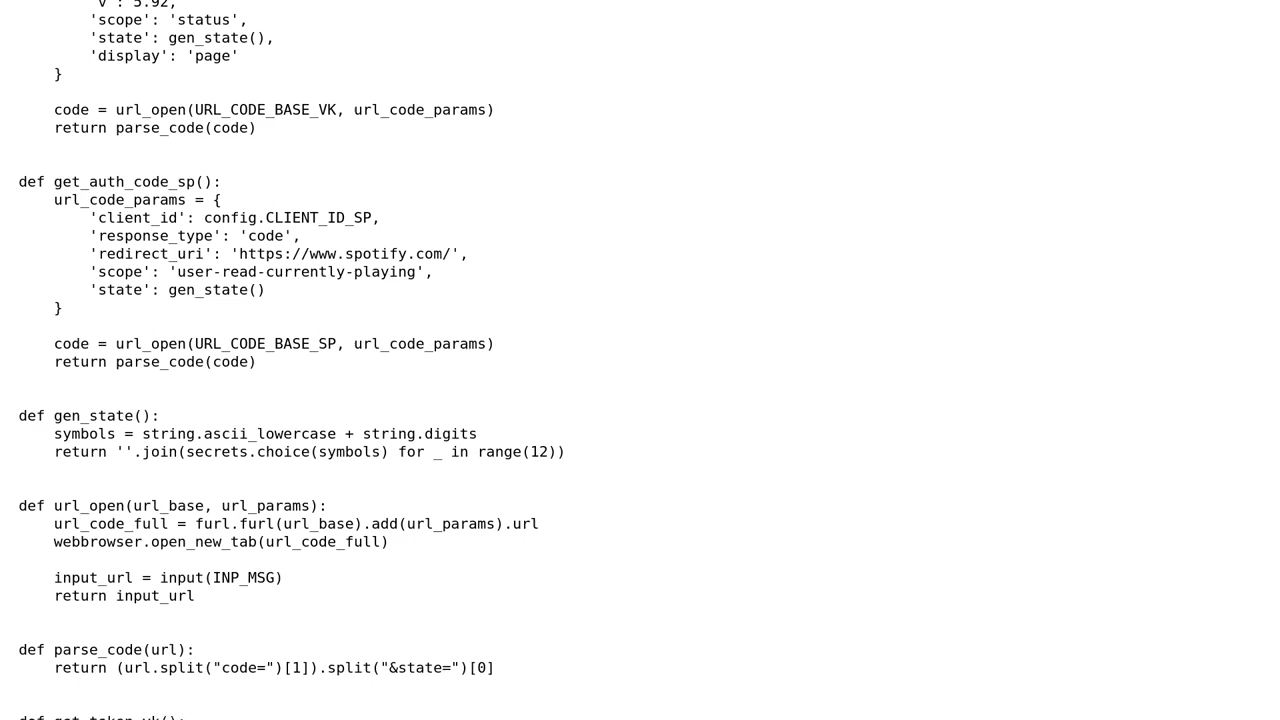 'v': 5.92,
'scope': 'status',
'state': gen_state(),
'display': 'page'
}
code = url_open(URL_CODE_BASE_VK, url_code_params)
return parse_code(code)
def get_auth_code_sp():
url_code_params = {
'client_id': config.CLIENT_ID_SP,
'response_type': 'code',
'redirect_uri': 'https://www.spotify.com/',
'scope': 'user-read-currently-playing',
'state': gen_state()
}
code = url_open(URL_CODE_BASE_SP, url_code_params)
return parse_code(code)
def gen_state():
symbols = string.ascii_lowercase + string.digits
return ''.join(secrets.choice(symbols) for _ in range(12))
def url_open(url_base, url_params):
url_code_full = furl.furl(url_base).add(url_params).url
webbrowser.open_new_tab(url_code_full)
input_url = input(INP_MSG)
return input_url
def parse_code(url):
return (url.split("code=")[1]).split("&state=")[0]
def get_token_vk():